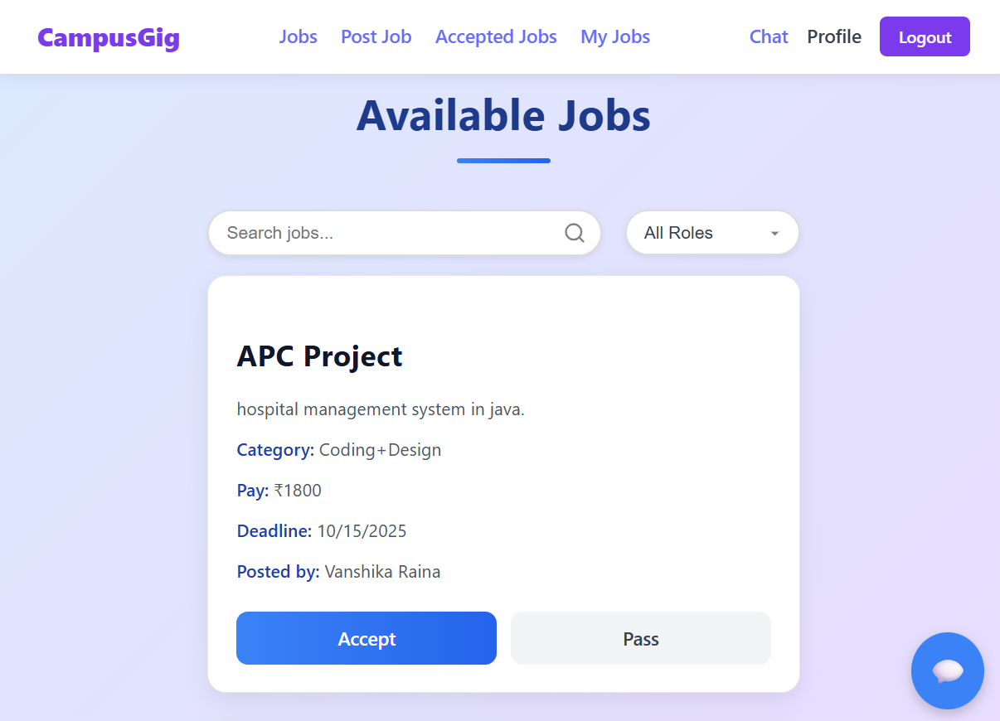 CampusGig
Jobs Post Job Accepted Jobs My Jobs
Chat Profile Logout
Available Jobs
Search jobs...
All Roles
APC Project
hospital management system in java.
Category: Coding+Design
Pay: ₹1800
Deadline: 10/15/2025
Posted by: Vanshika Raina
Accept
Pass